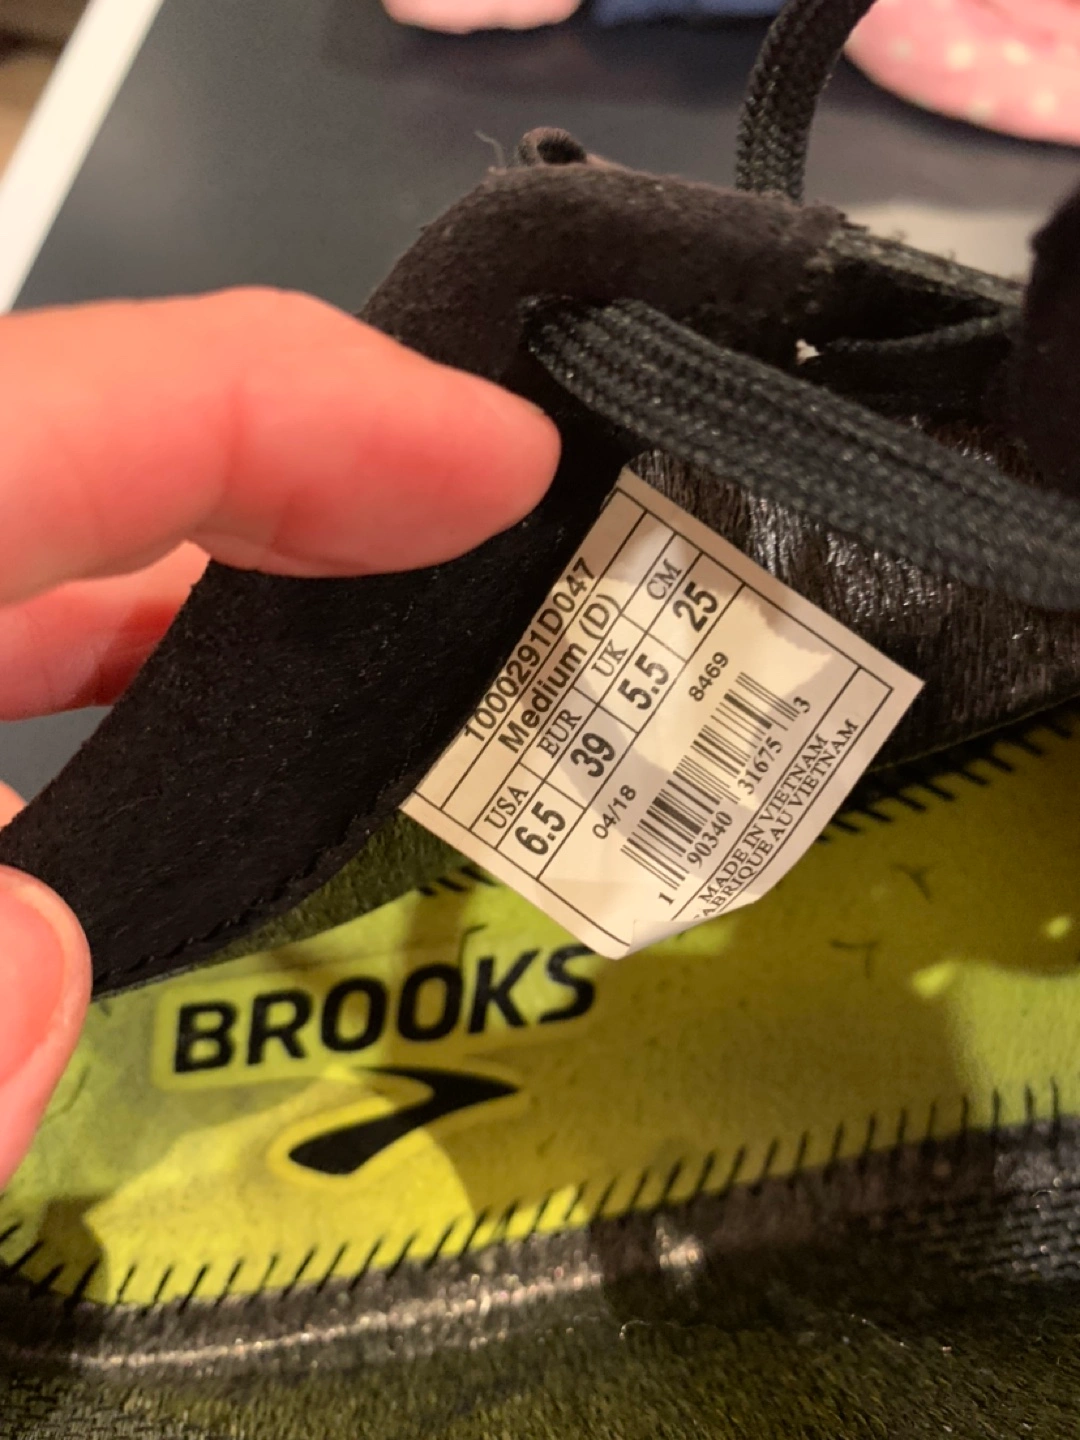 1000291D047
Medium (D)
USA EUR UK CM
6.5 39 5.5 25
04/18 8469
1 90340 31675 3
MADE IN VIETNAM
FABRIQUE AU VIETNAM
BROOKS